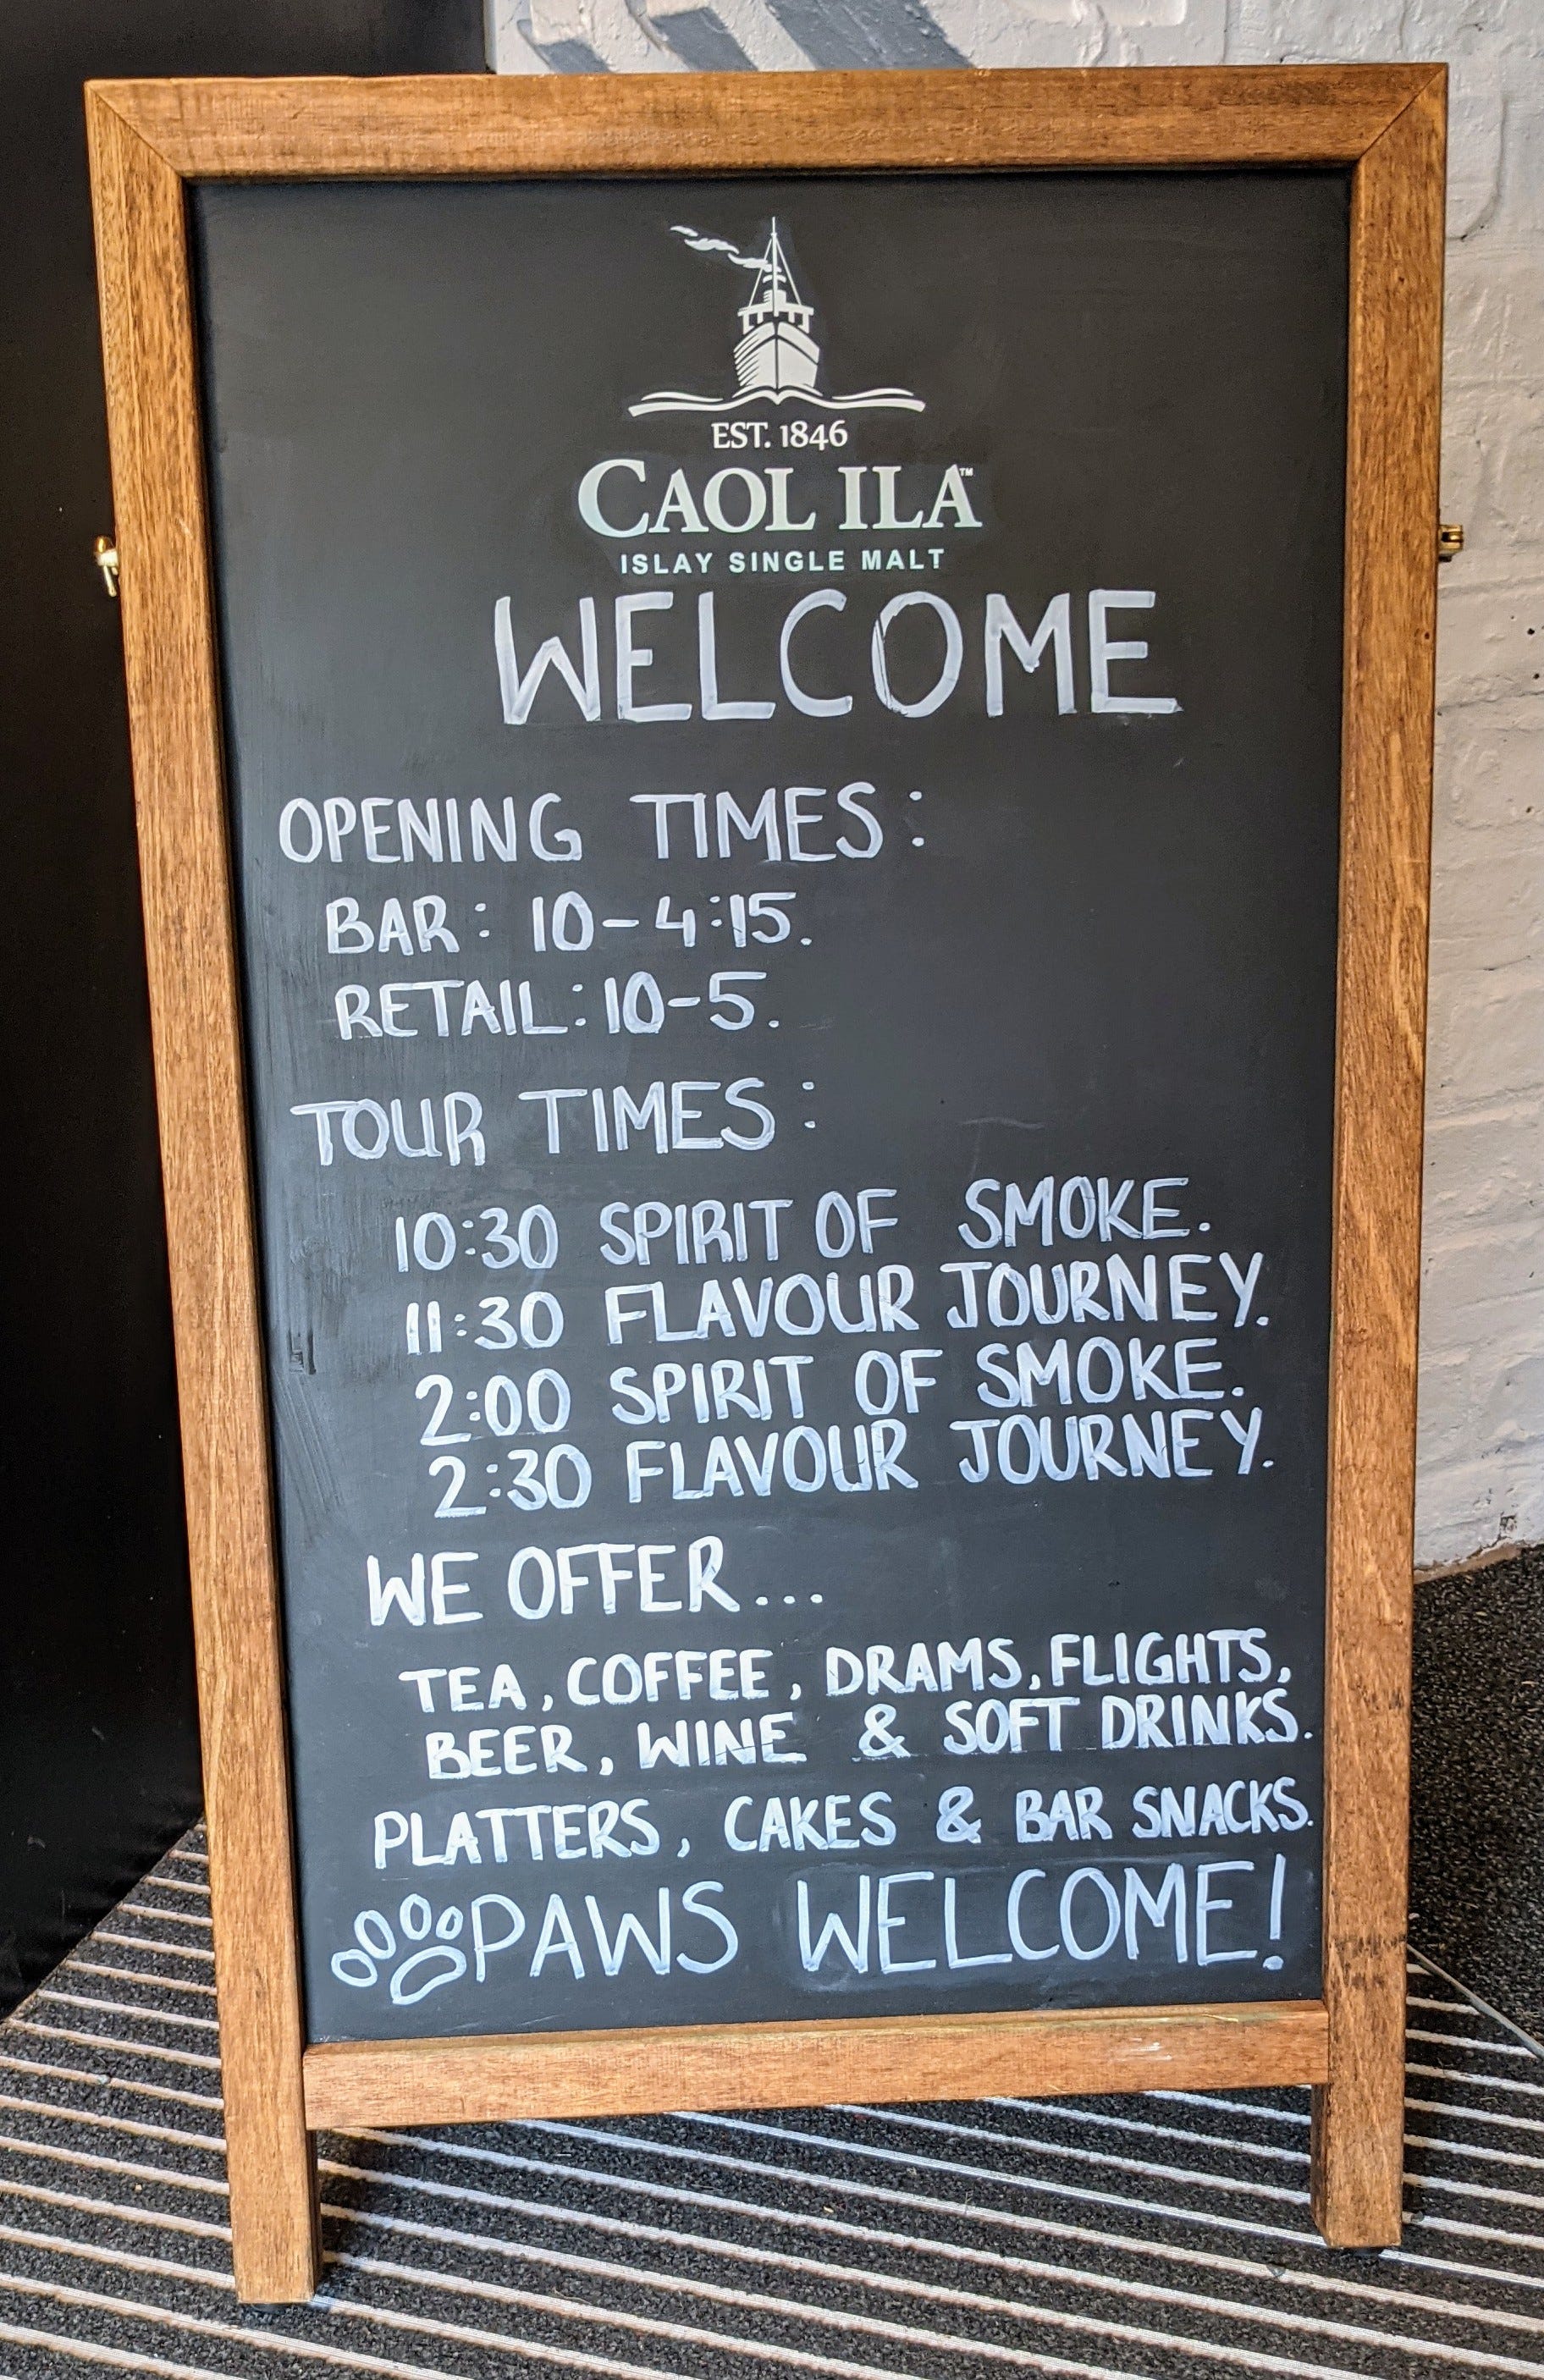 EST. 1846
CAOL ILA™
ISLAY SINGLE MALT
WELCOME
OPENING TIMES:
BAR: 10-4:15.
RETAIL: 10-5.
TOUR TIMES:
10:30 SPIRIT OF SMOKE.
11:30 FLAVOUR JOURNEY.
2:00 SPIRIT OF SMOKE.
2:30 FLAVOUR JOURNEY.
WE OFFER...
TEA, COFFEE, DRAMS, FLIGHTS,
BEER, WINE & SOFT DRINKS.
PLATTERS, CAKES & BAR SNACKS.
PAWS WELCOME!